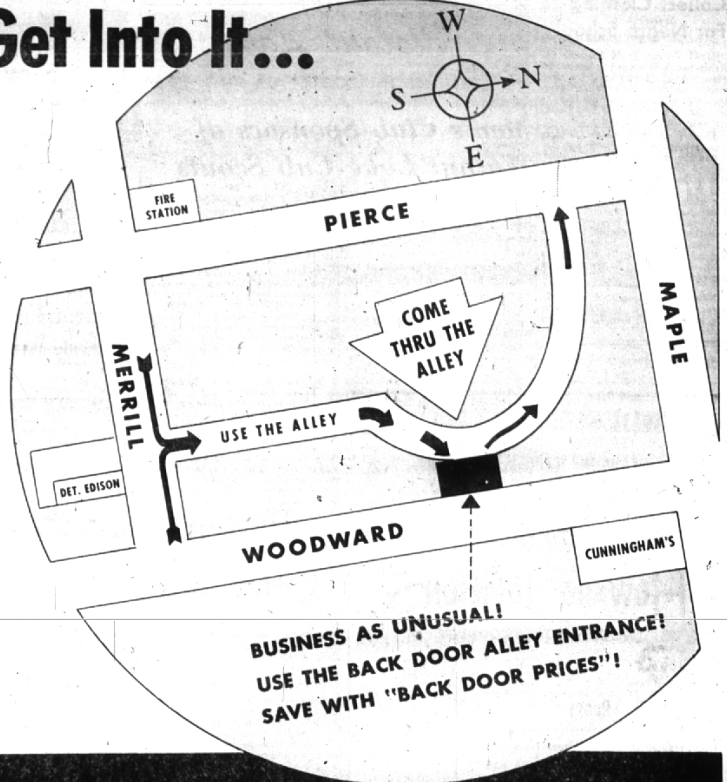 Get Into It...
W
S
N
E
FIRE
STATION
PIERCE
MAPLE
COME
THRU THE
ALLEY
MERRILL
USE THE ALLEY
DET. EDISON
WOODWARD
CUNNINGHAM'S
BUSINESS AS UNUSUAL!
USE THE BACK DOOR ALLEY ENTRANCE!
SAVE WITH "BACK DOOR PRICES"!